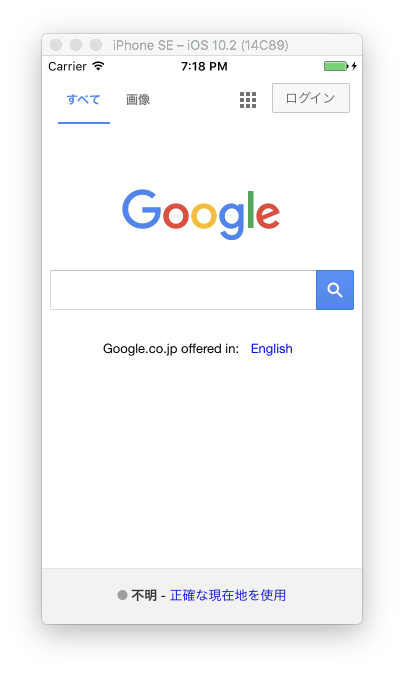 iPhone SE – iOS 10.2 (14C89)
Carrier 7:18 PM
すべて 画像 ログイン
Google
Google.co.jp offered in: English
不明 - 正確な現在地を使用